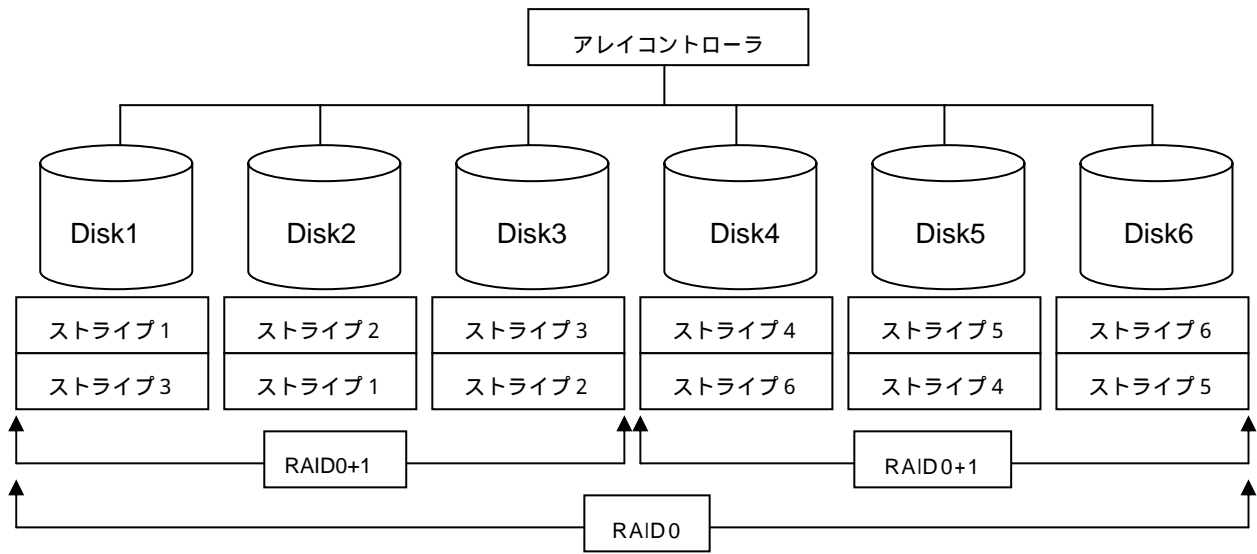 アレイコントローラ
Disk1 Disk2 Disk3 Disk4 Disk5 Disk6
ストライプ1 ストライプ2 ストライプ3 ストライプ4 ストライプ5 ストライプ6
ストライプ3 ストライプ1 ストライプ2 ストライプ6 ストライプ4 ストライプ5
RAID0+1 RAID0+1
RAID0